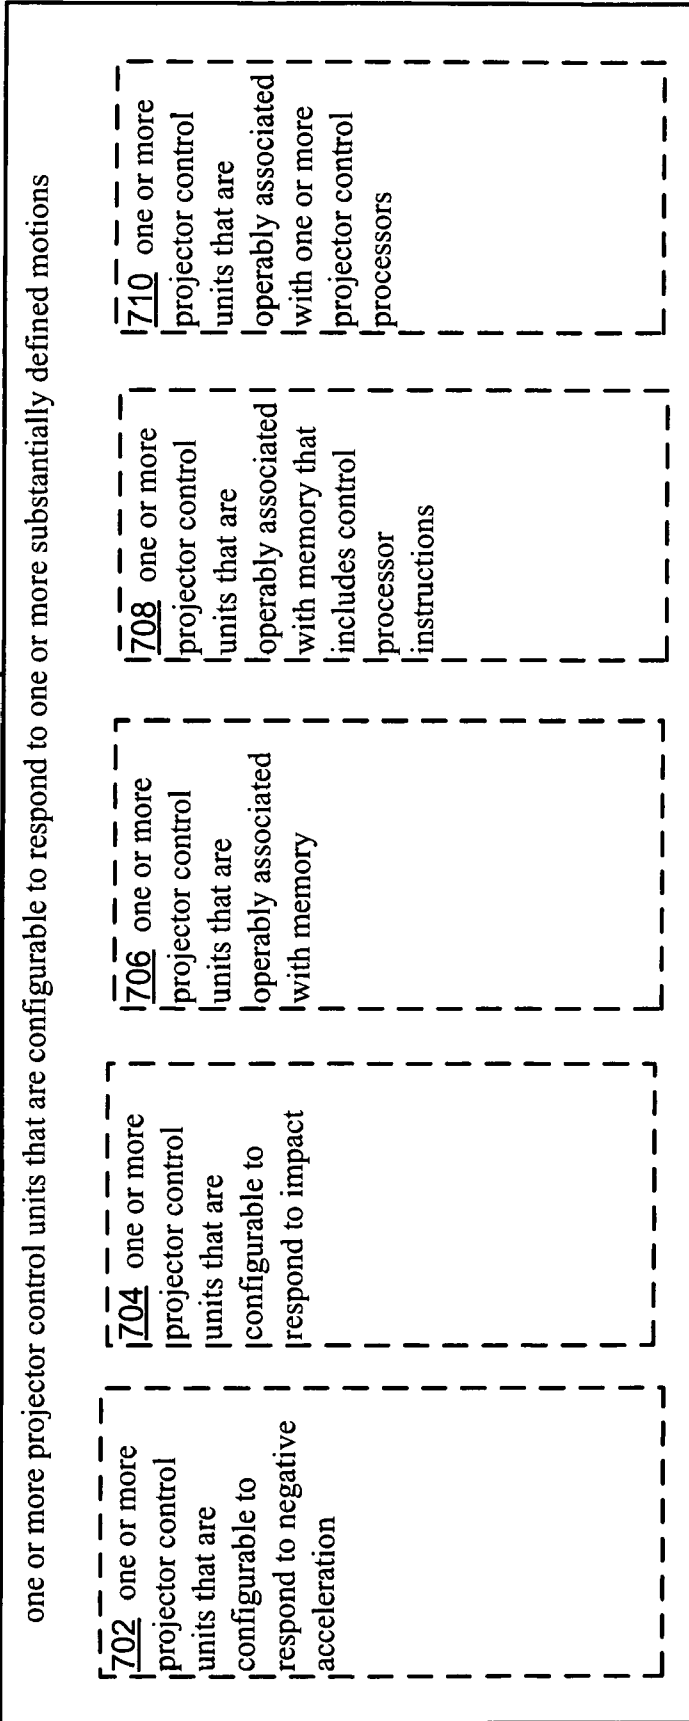 one or more projector control units that are configurable to respond to one or more substantially defined motions
702 one or more
projector control
units that are
configurable to
respond to negative
acceleration
704 one or more
projector control
units that are
configurable to
respond to impact
706 one or more
projector control
units that are
operably associated
with memory
708 one or more
projector control
units that are
operably associated
with memory that
includes control
processor
instructions
710 one or more
projector control
units that are
operably associated
with one or more
projector control
processors